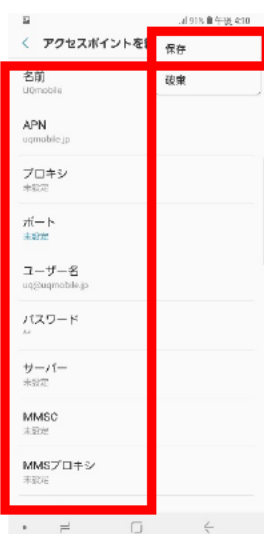 91% 午後 4:10
アクセスポイントを
保存
破棄
名前
UQmobile
APN
uqmobile.jp
プロキシ
未設定
ポート
未設定
ユーザー名
uq@uqmobile.jp
パスワード
**
サーバー
未設定
MMSC
未設定
MMSプロキシ
未設定